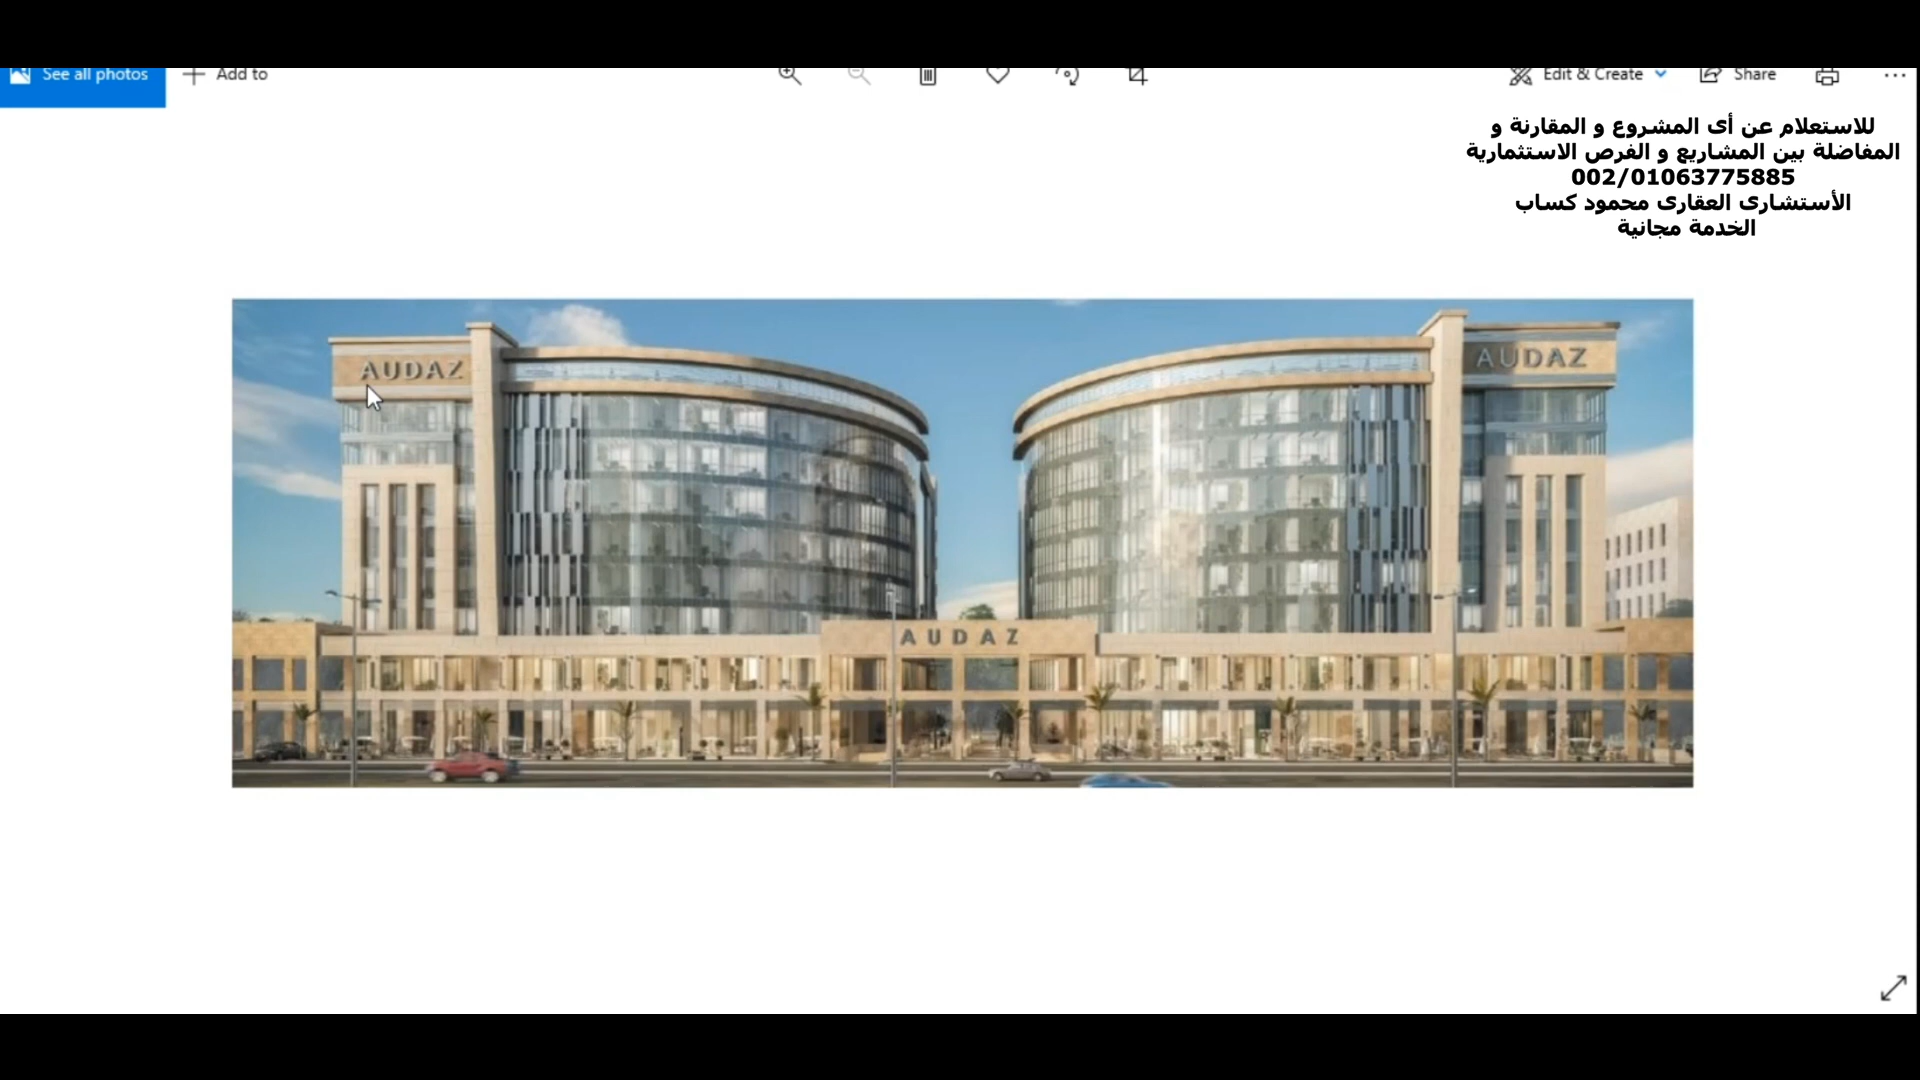 See all photos
Add to
Edit & Create
Share
للاستعلام عن أى المشروع و المقارنة و
المفاضلة بين المشاريع و الفرص الاستثمارية
002/01063775885
الأستشارى العقارى محمود كساب
الخدمة مجانية
AUDAZ
AUDAZ
AUDAZ